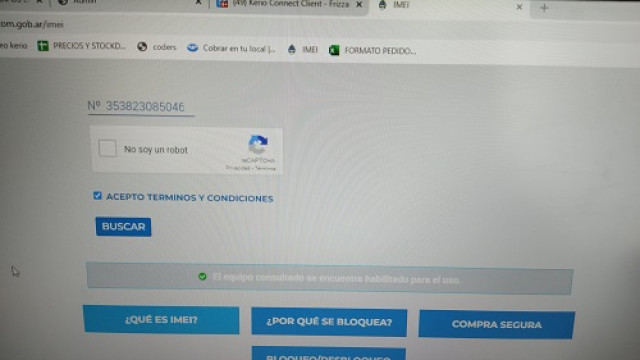 Admin
(49) Kerio Connect Client - Frizza
IMEI
om.gob.ar/imei
eo kerio
PRECIOS Y STOCKD...
coders
Cobrar en tu local |...
IMEI
FORMATO PEDIDO...
Nº 353823085046
No soy un robot
reCAPTCHA
Privacidad - Términos
ACEPTO TERMINOS Y CONDICIONES
BUSCAR
El equipo consultado se encuentra habilitado para el uso.
¿QUÉ ES IMEI?
¿POR QUÉ SE BLOQUEA?
COMPRA SEGURA
BLOQUEO/DESBLOQUEO